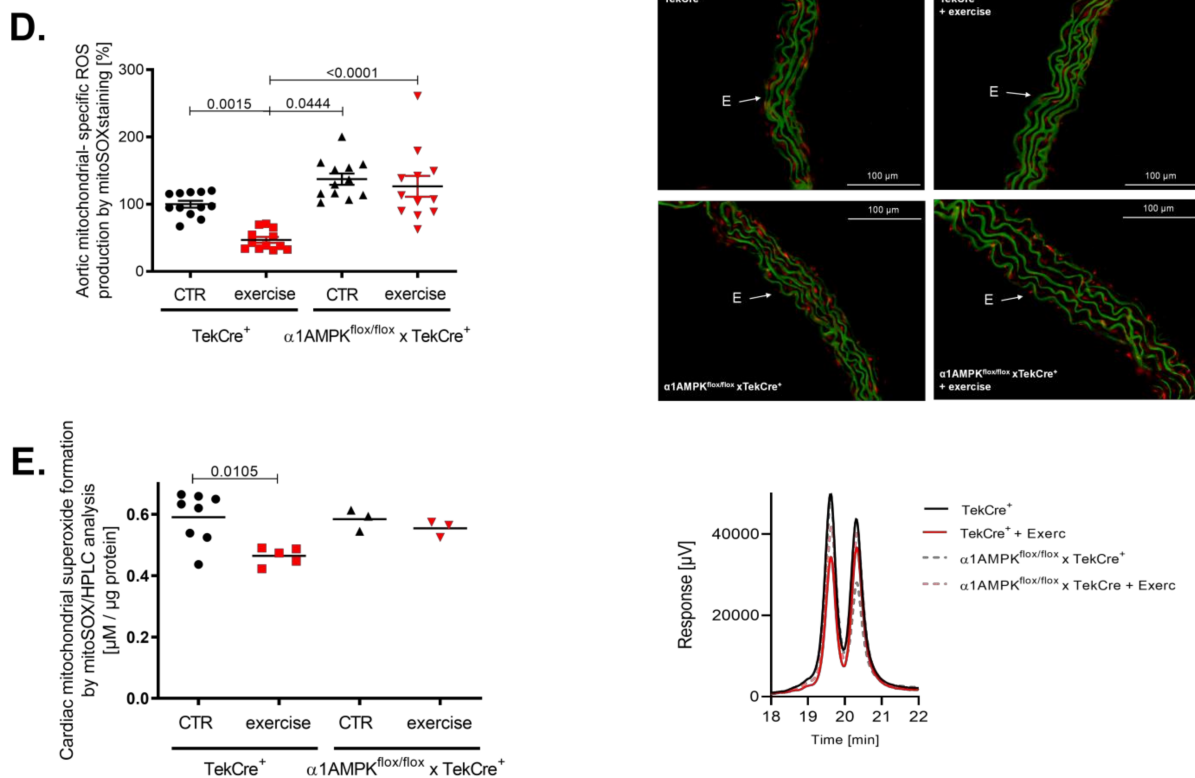 D.
Aortic mitochondrial- specific ROS
production by mitoSOXstaining [%]
300
200
100
0
<0.0001
0.0015
0.0444
CTR
exercise
CTR
exercise
TekCre⁺
α1AMPKᶠˡᵒˣ/ᶠˡᵒˣ x TekCre⁺
+ exercise
E
100 µm
E
100 µm
E
100 µm
α1AMPKᶠˡᵒˣ/ᶠˡᵒˣ xTekCre⁺
E
100 µm
α1AMPKᶠˡᵒˣ/ᶠˡᵒˣ xTekCre⁺
+ exercise
E.
Cardiac mitochondrial superoxide formation
by mitoSOX/HPLC analysis
[µM / µg protein]
0.6
0.4
0.2
0.0
0.0105
CTR
exercise
CTR
exercise
TekCre⁺
α1AMPKᶠˡᵒˣ/ᶠˡᵒˣ x TekCre⁺
Response [µV]
40000
20000
0
18
19
20
21
22
Time [min]
TekCre⁺
TekCre⁺ + Exerc
α1AMPKᶠˡᵒˣ/ᶠˡᵒˣ x TekCre⁺
α1AMPKᶠˡᵒˣ/ᶠˡᵒˣ x TekCre + Exerc